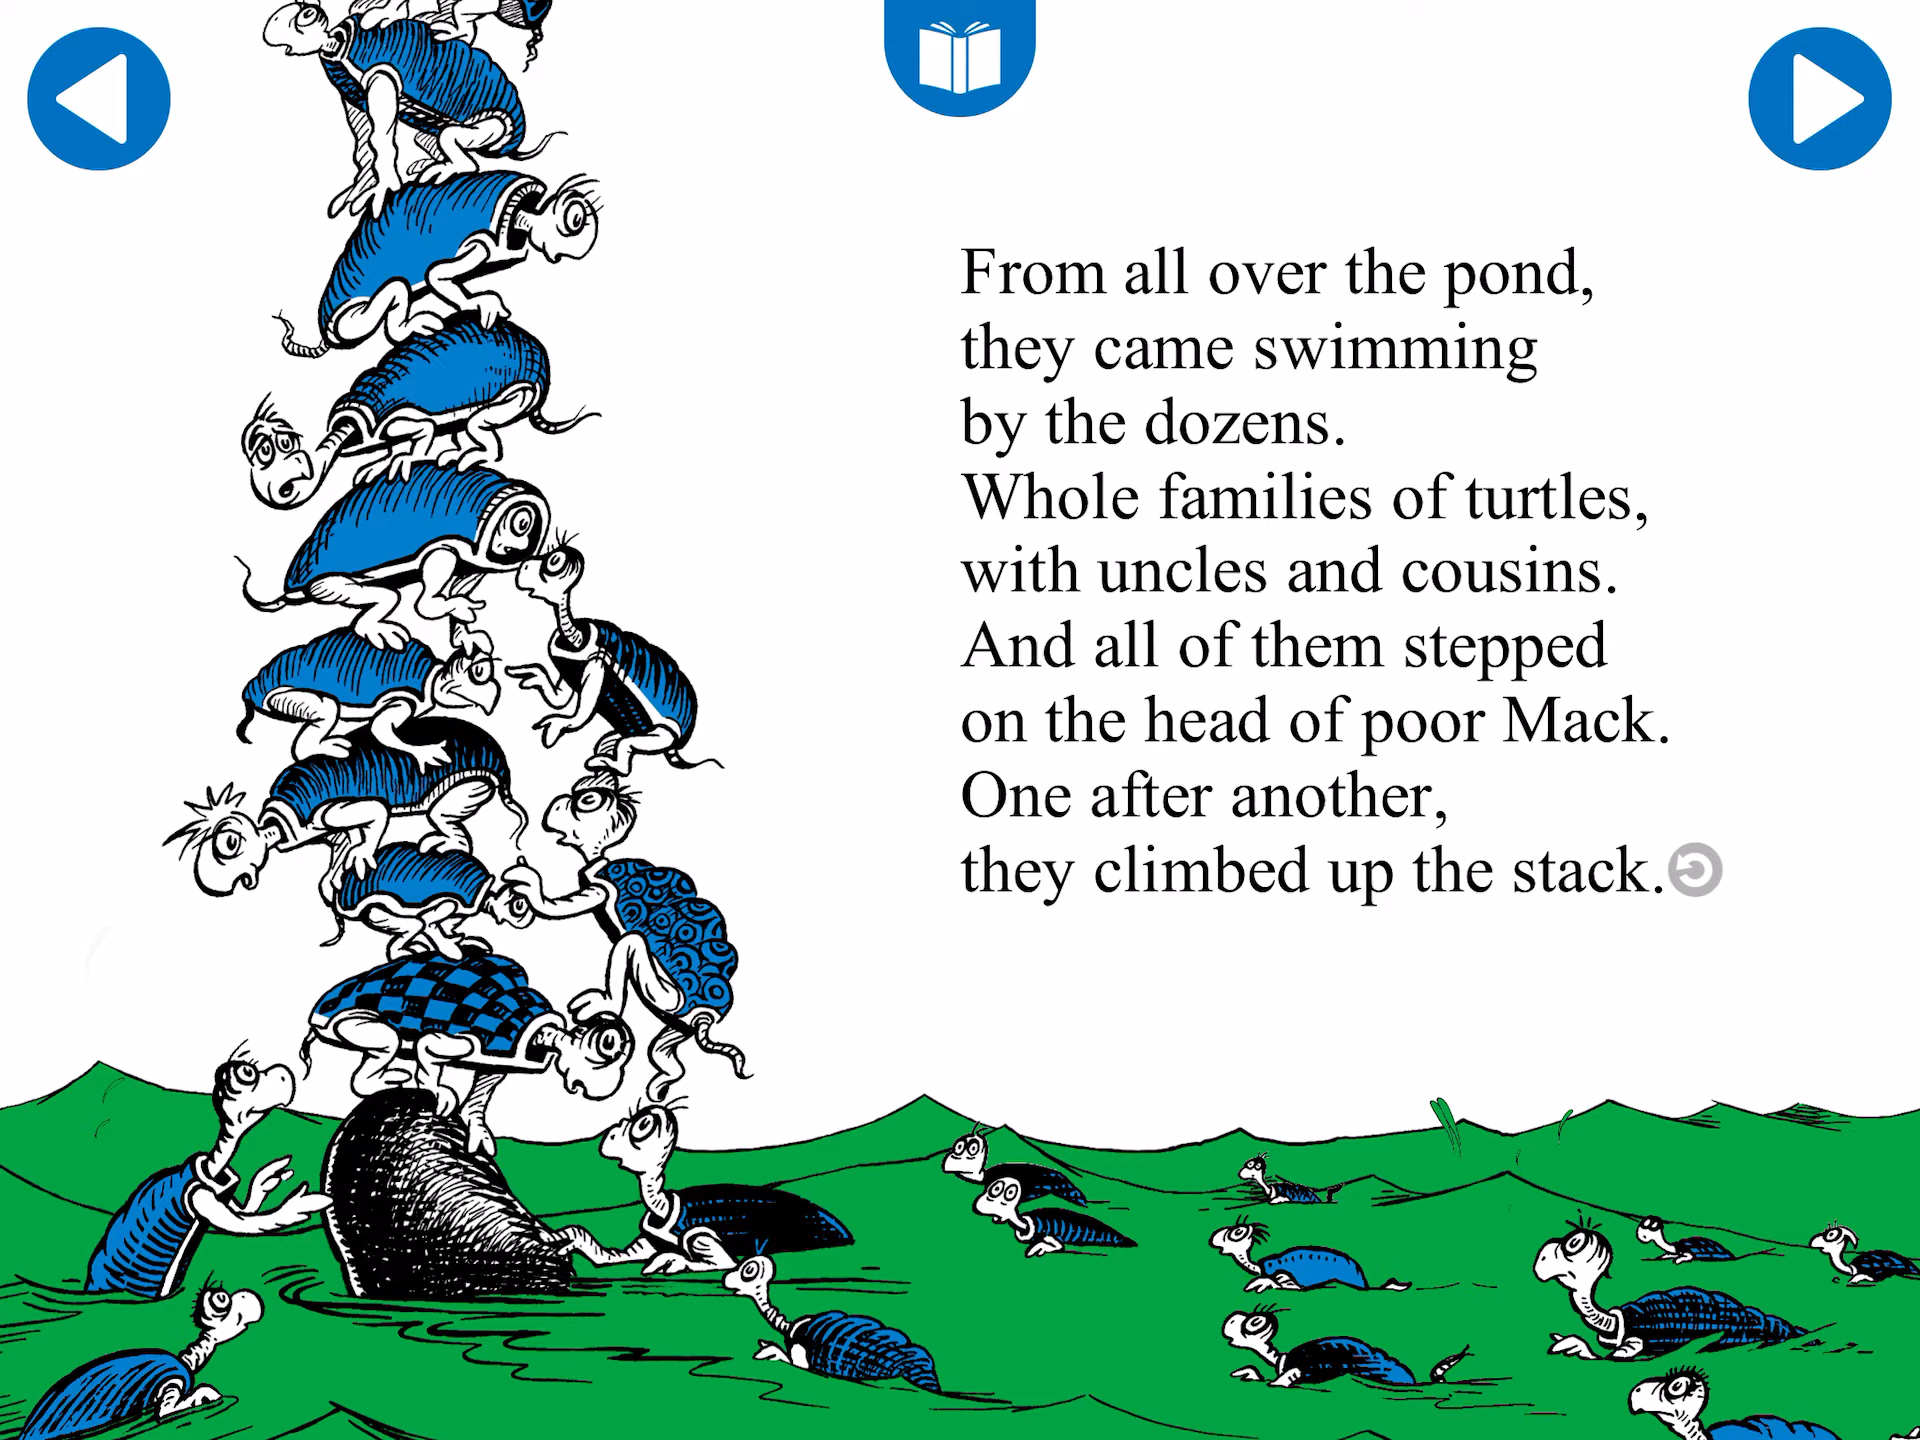 From all over the pond,
they came swimming
by the dozens.
Whole families of turtles,
with uncles and cousins.
And all of them stepped
on the head of poor Mack.
One after another,
they climbed up the stack.